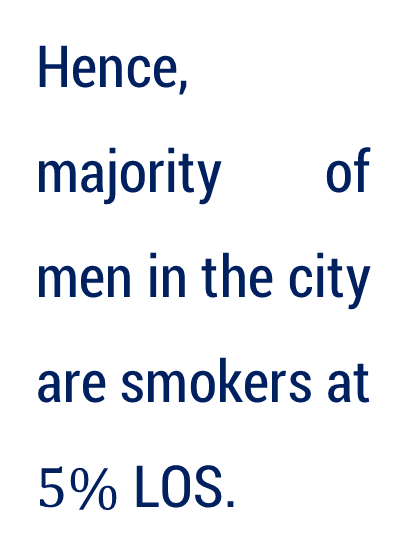 Hence,
majority of
men in the city
are smokers at
5% LOS.